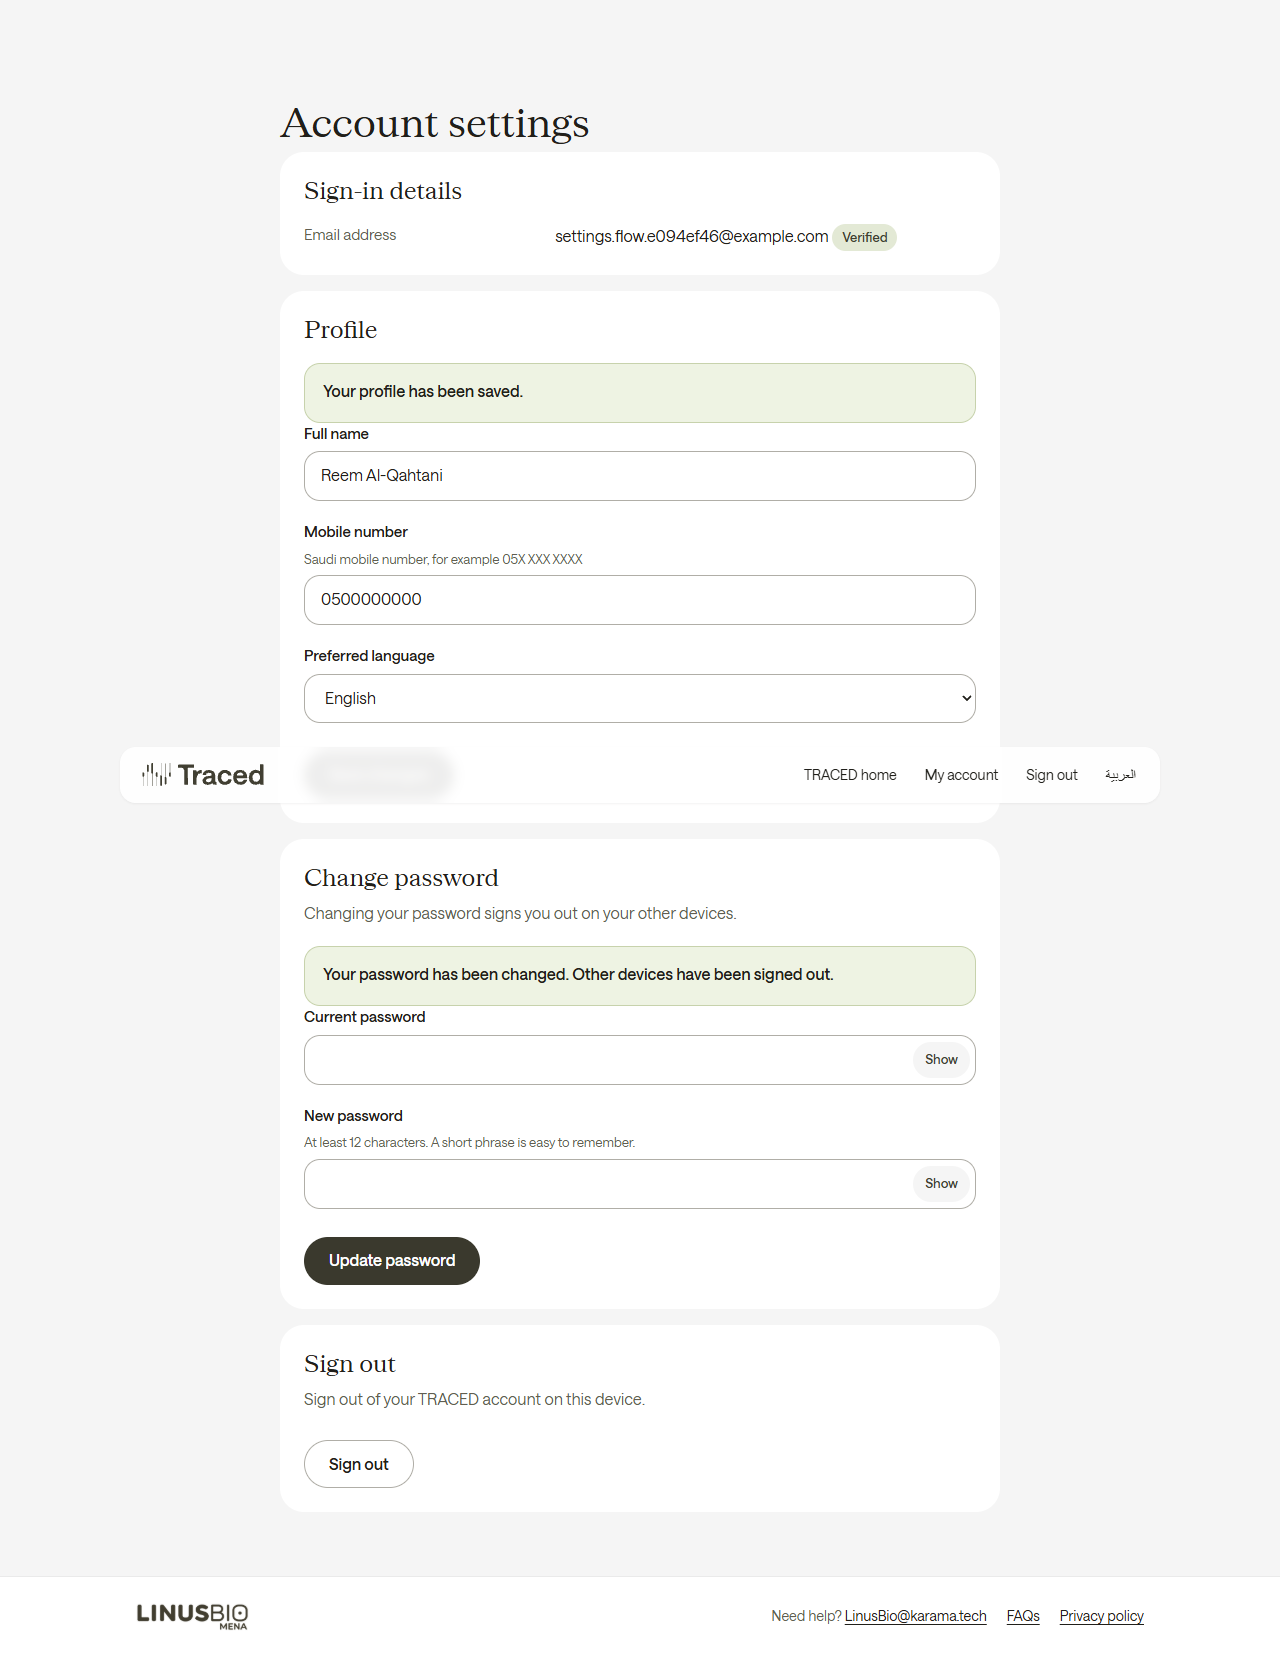 Account settings
Sign-in details
Email address
settings.flow.e094ef46@example.com Verified
Profile
Your profile has been saved.
Full name
Reem Al-Qahtani
Mobile number
Saudi mobile number, for example 05X XXX XXXX
0500000000
Preferred language
English
Traced
TRACED home My account Sign out العربية
Change password
Changing your password signs you out on your other devices.
Your password has been changed. Other devices have been signed out.
Current password
Show
New password
At least 12 characters. A short phrase is easy to remember.
Show
Update password
Sign out
Sign out of your TRACED account on this device.
Sign out
LINUSBIO
MENA
Need help? LinusBio@karama.tech FAQs Privacy policy